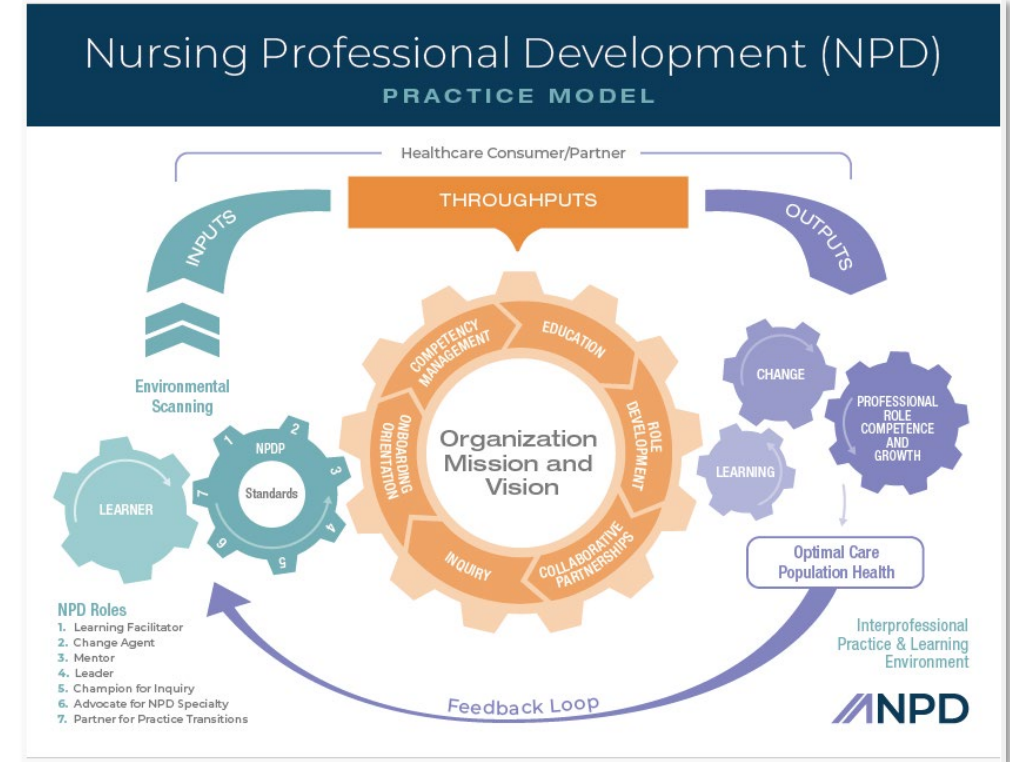 Nursing Professional Development (NPD)
PRACTICE MODEL
Healthcare Consumer/Partner
INPUTS
THROUGHPUTS
OUTPUTS
Environmental
Scanning
LEARNER
NPDP
Standards
1
2
3
4
5
6
7
COMPETENCY
MANAGEMENT
EDUCATION
ROLE
DEVELOPMENT
COLLABORATIVE
PARTNERSHIPS
INQUIRY
ONBOARDING
ORIENTATION
Organization
Mission and
Vision
CHANGE
LEARNING
PROFESSIONAL
ROLE
COMPETENCE
AND
GROWTH
Optimal Care
Population Health
NPD Roles
1. Learning Facilitator
2. Change Agent
3. Mentor
4. Leader
5. Champion for Inquiry
6. Advocate for NPD Specialty
7. Partner for Practice Transitions
Feedback Loop
Interprofessional
Practice & Learning
Environment
ANPD